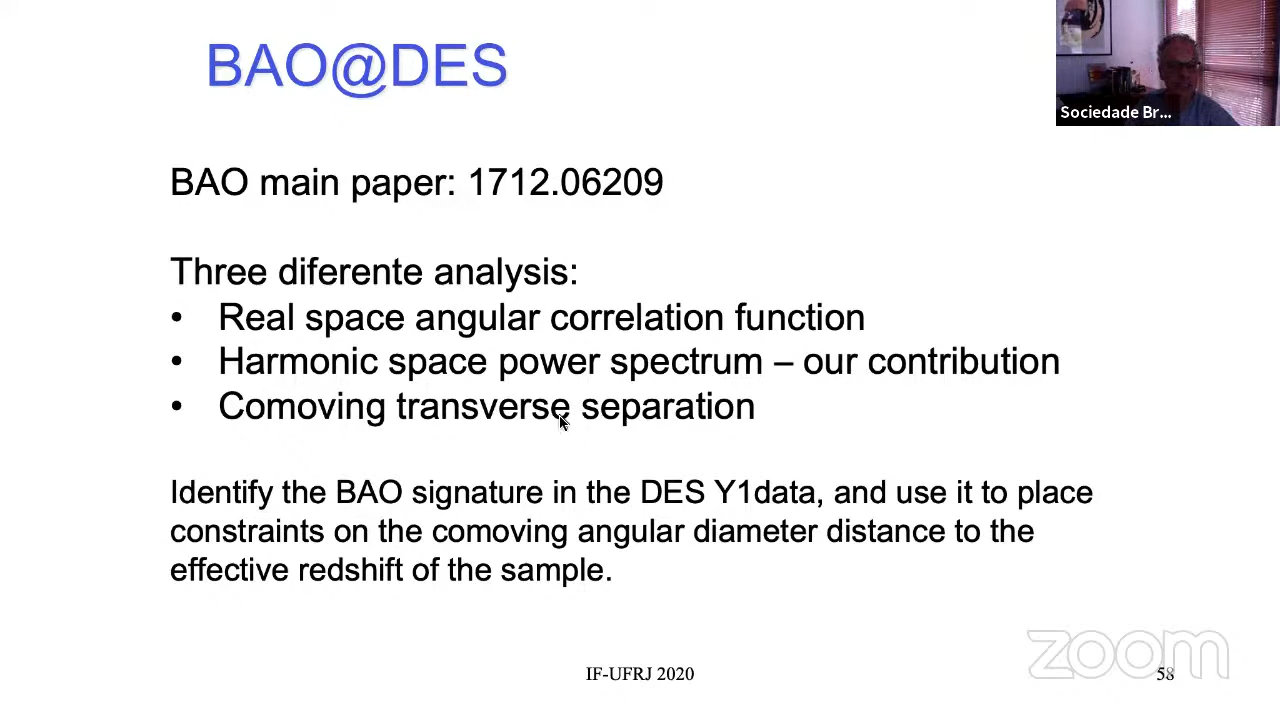 BAO@DES
Sociedade Br...
BAO main paper: 1712.06209
Three diferente analysis:
• Real space angular correlation function
• Harmonic space power spectrum – our contribution
• Comoving transverse separation
Identify the BAO signature in the DES Y1data, and use it to place
constraints on the comoving angular diameter distance to the
effective redshift of the sample.
zoom
IF-UFRJ 2020
58